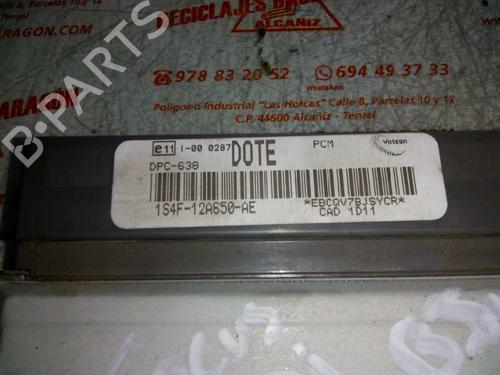 RECICLAJES
ALCAÑIZ
978 83 20 52
694 49 37 33
Polígono Industrial "Las Horcas" Calle B, Parcelas 10 y 12
C.P. 44600 Alcañiz - Teruel
ARAGON.COM
B-PARTS
e11 I-00 0287 DOTE PCM Visteon
DPC-638
1S4F-12A650-AE
*EBCQV7BJSYCR*
CAD 1D11